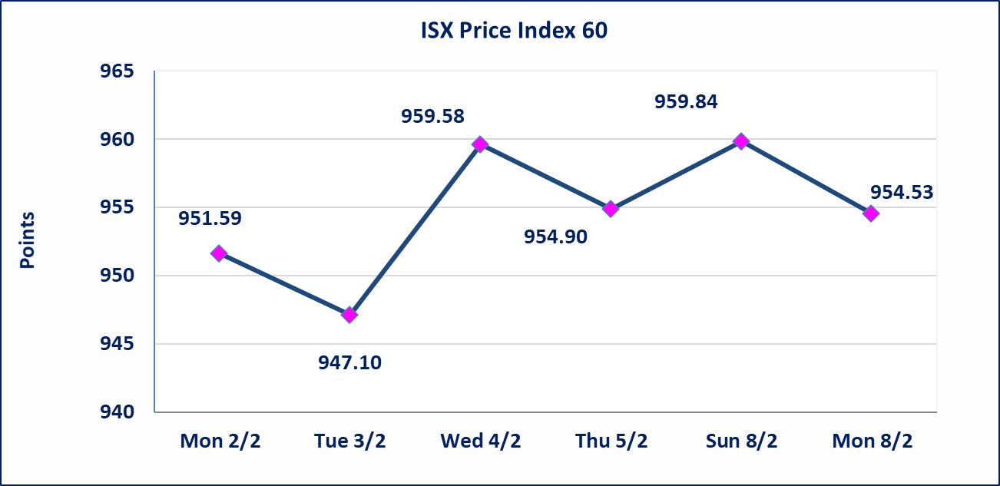 ISX Price Index 60
965
960
955
950
945
940
Points
951.59
947.10
959.58
954.90
959.84
954.53
Mon 2/2
Tue 3/2
Wed 4/2
Thu 5/2
Sun 8/2
Mon 8/2